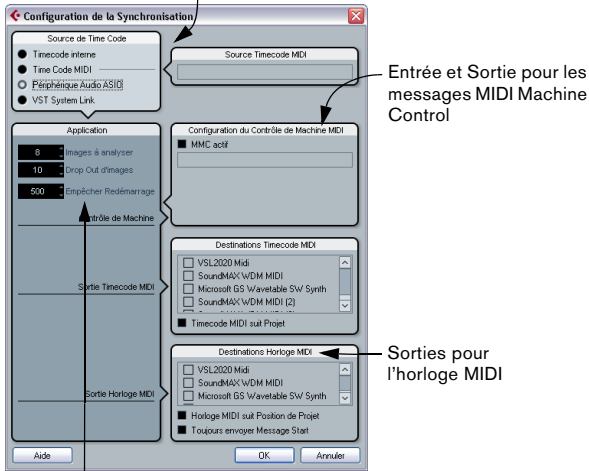 Configuration de la Synchronisation
Source de Time Code
Timecode interne
Time Code MIDI
Périphérique Audio ASIO
VST System Link
Source Timecode MIDI
Entrée et Sortie pour les
messages MIDI Machine
Control
Application
8 Images à analyser
10 Drop Out d'images
500 Empêcher Redémarrage
Contrôle de Machine
Configuration du Contrôle de Machine MIDI
MMC actif
Sortie Timecode MIDI
Destinations Timecode MIDI
VSL2020 Midi
SoundMAX WDM MIDI
Microsoft GS Wavetable SW Synth
SoundMAX WDM MIDI (2)
Timecode MIDI suit Projet
Sortie Horloge MIDI
Destinations Horloge MIDI
VSL2020 Midi
SoundMAX WDM MIDI
Microsoft GS Wavetable SW Synth
Horloge MIDI suit Position de Projet
Toujours envoyer Message Start
Sorties pour
l'horloge MIDI
Aide
OK
Annuler